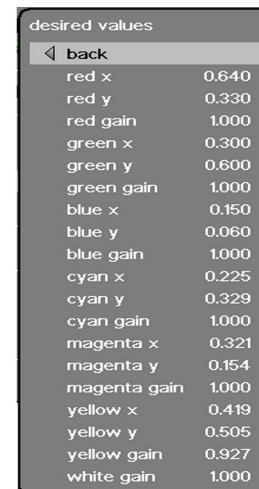 desired values
back
red x 0.640
red y 0.330
red gain 1.000
green x 0.300
green y 0.600
green gain 1.000
blue x 0.150
blue y 0.060
blue gain 1.000
cyan x 0.225
cyan y 0.329
cyan gain 1.000
magenta x 0.321
magenta y 0.154
magenta gain 1.000
yellow x 0.419
yellow y 0.505
yellow gain 0.927
white gain 1.000